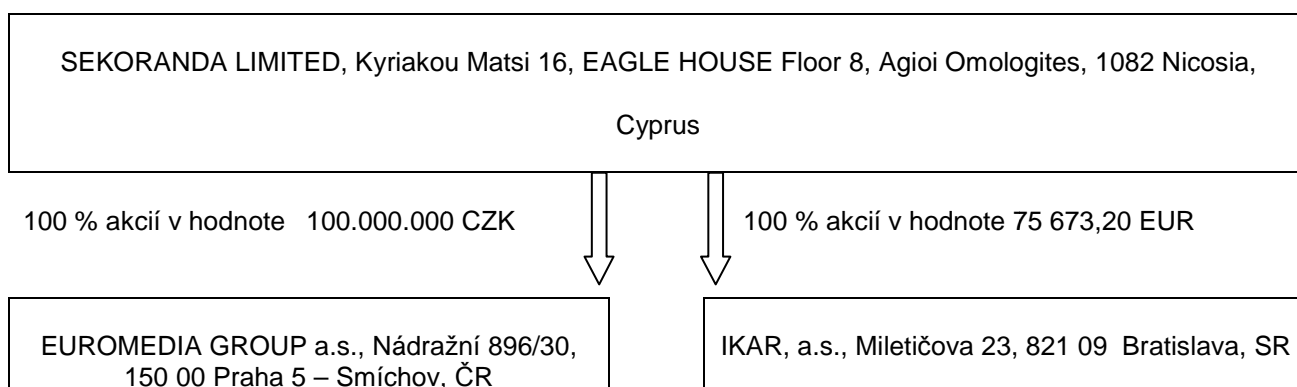 SEKORANDA LIMITED, Kyriakou Matsi 16, EAGLE HOUSE Floor 8, Agioi Omologites, 1082 Nicosia,
Cyprus
100 % akcií v hodnote 100.000.000 CZK
100 % akcií v hodnote 75 673,20 EUR
EUROMEDIA GROUP a.s., Nádražní 896/30,
150 00 Praha 5 – Smíchov, ČR
IKAR, a.s., Miletičova 23, 821 09 Bratislava, SR